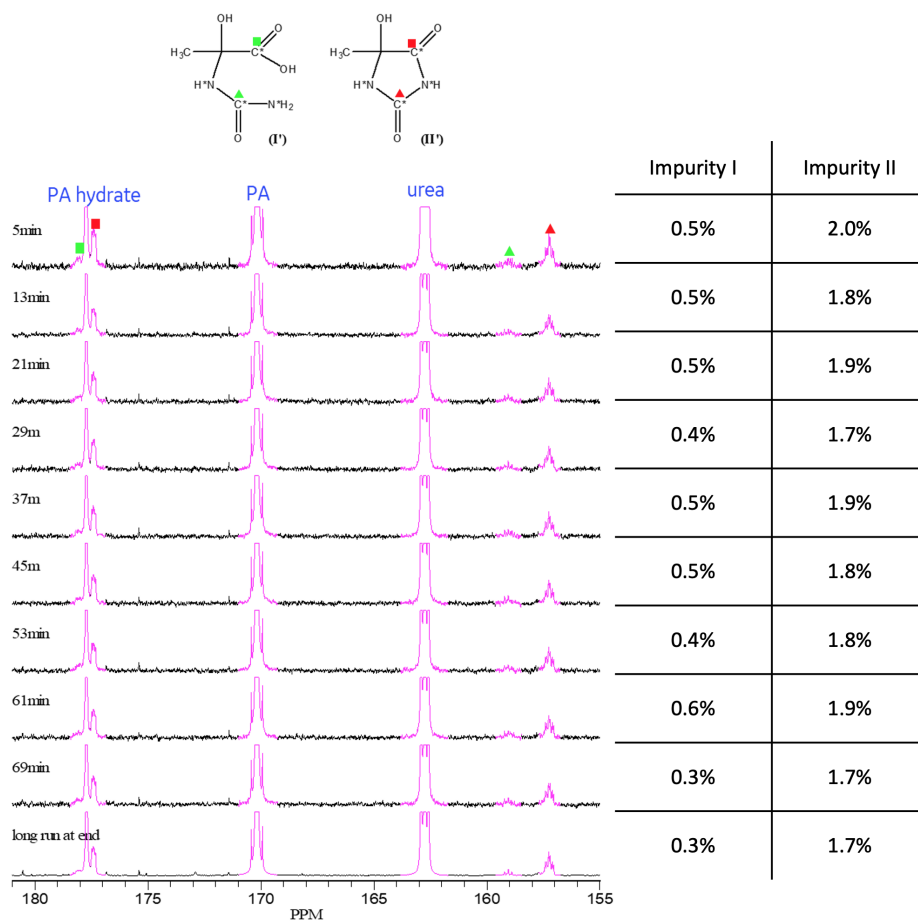 OH
O
OH
O
H₃C
C*
H₃C
C*
OH
H*N
H*N
N*H
C*
N*H₂
C*
O
(I')
O
(II')
Impurity I
Impurity II
PA hydrate
PA
urea
5min
0.5%
2.0%
13min
0.5%
1.8%
21min
0.5%
1.9%
29m
0.4%
1.7%
37m
0.5%
1.9%
45m
0.5%
1.8%
53min
0.4%
1.8%
61min
0.6%
1.9%
69min
0.3%
1.7%
long run at end
0.3%
1.7%
180
175
170
165
160
155
PPM